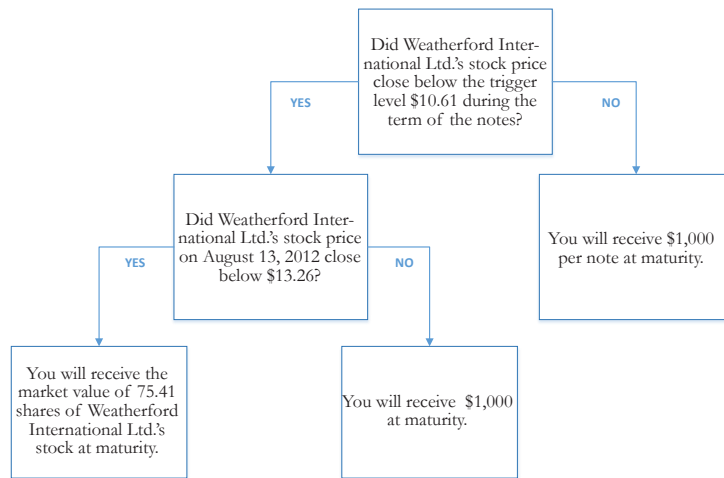 Did Weatherford Inter-
national Ltd.'s stock price
close below the trigger
level $10.61 during the
term of the notes?
YES
NO
Did Weatherford Inter-
national Ltd.'s stock price
on August 13, 2012 close
below $13.26?
You will receive $1,000
per note at maturity.
YES
NO
You will receive the
market value of 75.41
shares of Weatherford
International Ltd.'s
stock at maturity.
You will receive $1,000
at maturity.